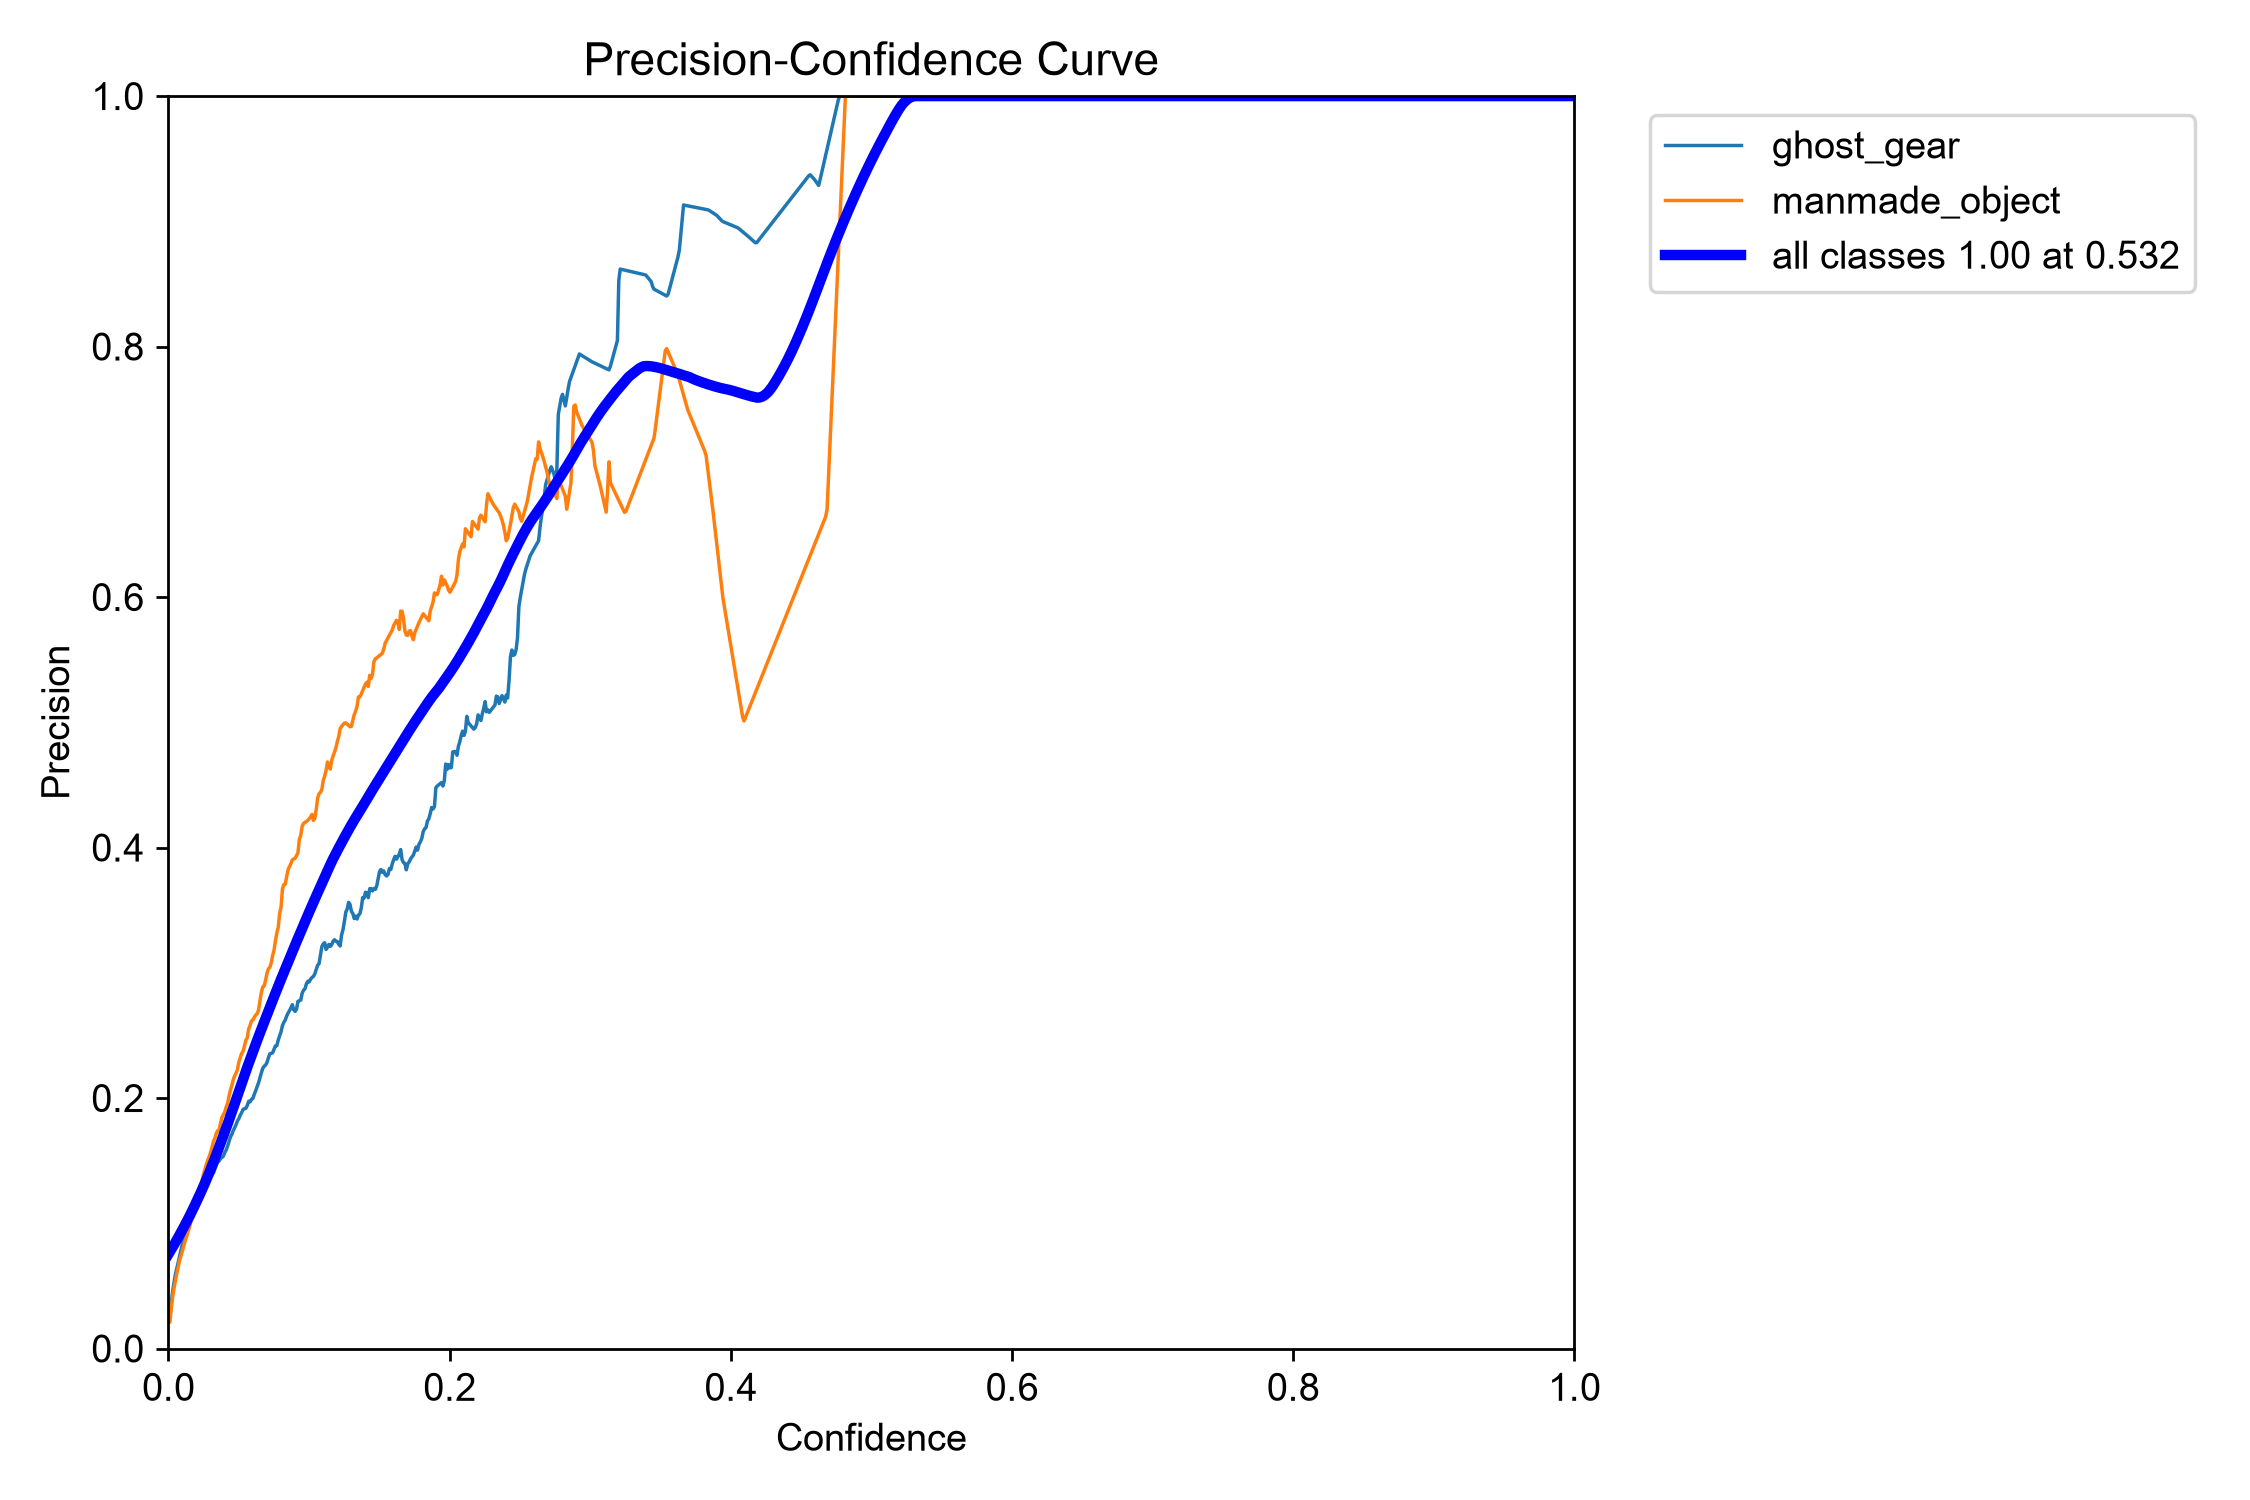 Precision-Confidence Curve
1.0
0.8
0.6
0.4
0.2
0.0
Precision
0.0 0.2 0.4 0.6 0.8 1.0
Confidence
ghost_gear
manmade_object
all classes 1.00 at 0.532